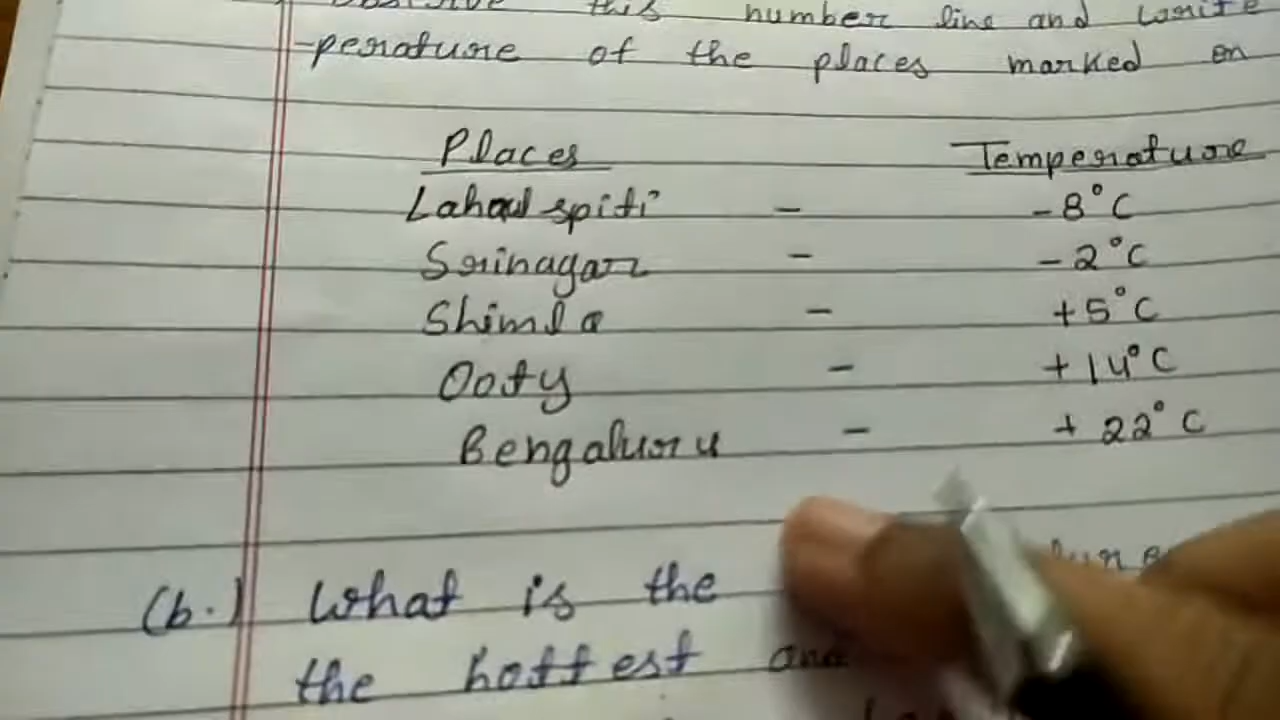 this number line and write
-perature of the places marked on
Places Temperature
Lahaul spiti - -8°C
Srinagar - -2°C
Shimla - +5°C
Ooty - +14°C
Bengaluru - +22°C
(b.) What is the
the hottest and